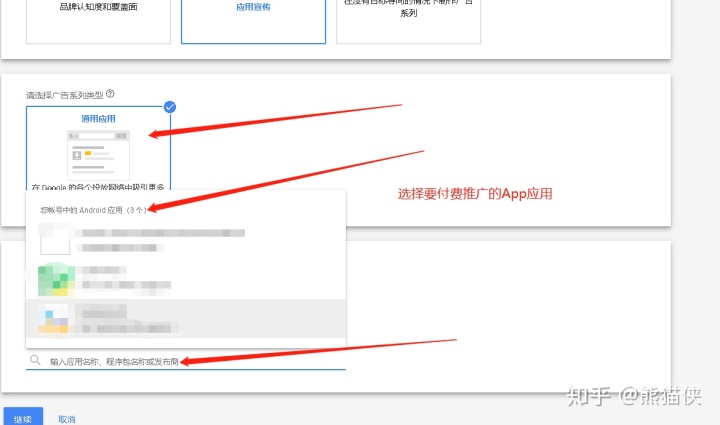 品牌认知度和覆盖面
应用宣传
在没有目标导向的情况下制作广告
系列
请选择广告系列类型
通用应用
在 Google 的各个投放网络中吸引更多
您帐号中的 Android 应用（3 个）
选择要付费推广的App应用
输入应用名称、程序包名称或发布商
知乎 @熊猫侠
继续
取消